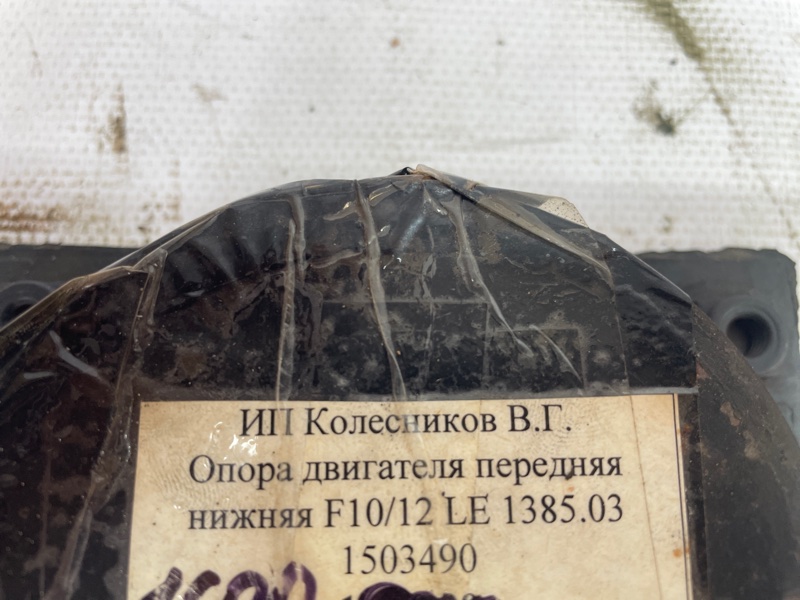 ИП Колесников В.Г.
Опора двигателя передняя
нижняя F10/12 LE 1385.03
1503490